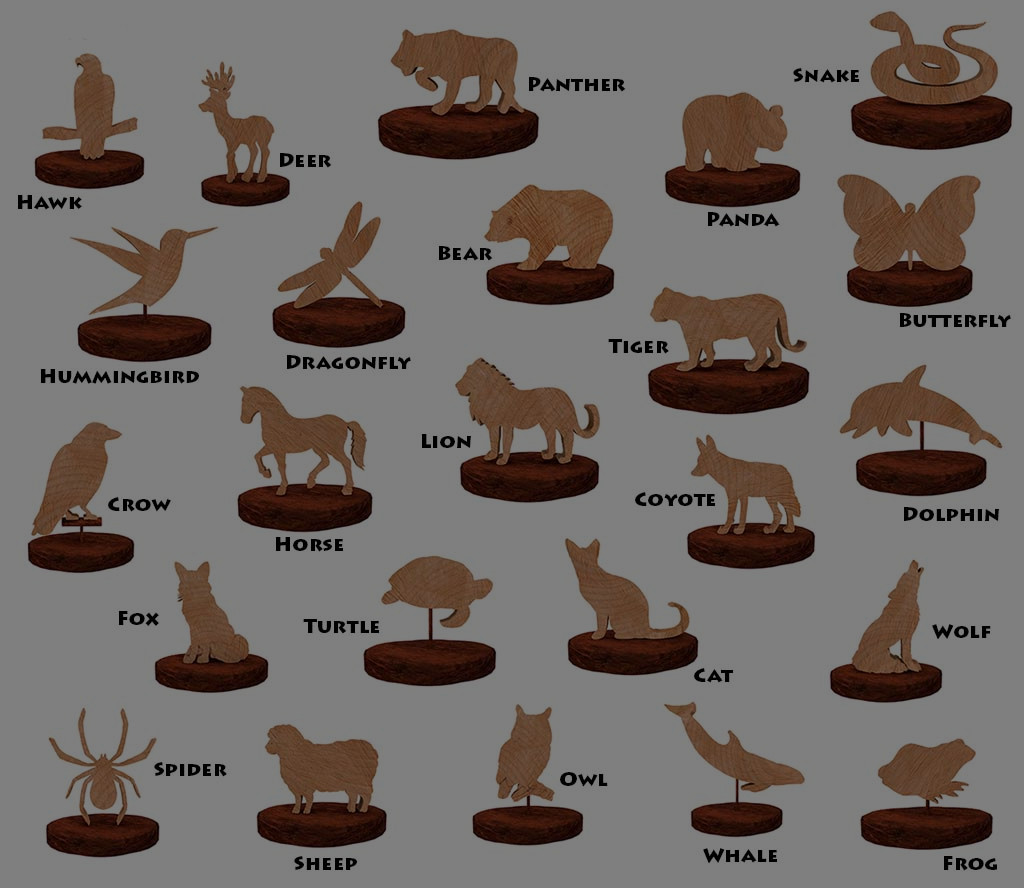 Panther
Snake
Deer
Hawk
Panda
Bear
Butterfly
Tiger
Dragonfly
Hummingbird
Lion
Coyote
Crow
Dolphin
Horse
Fox
Turtle
Wolf
Cat
Spider
Owl
Whale
Sheep
Frog